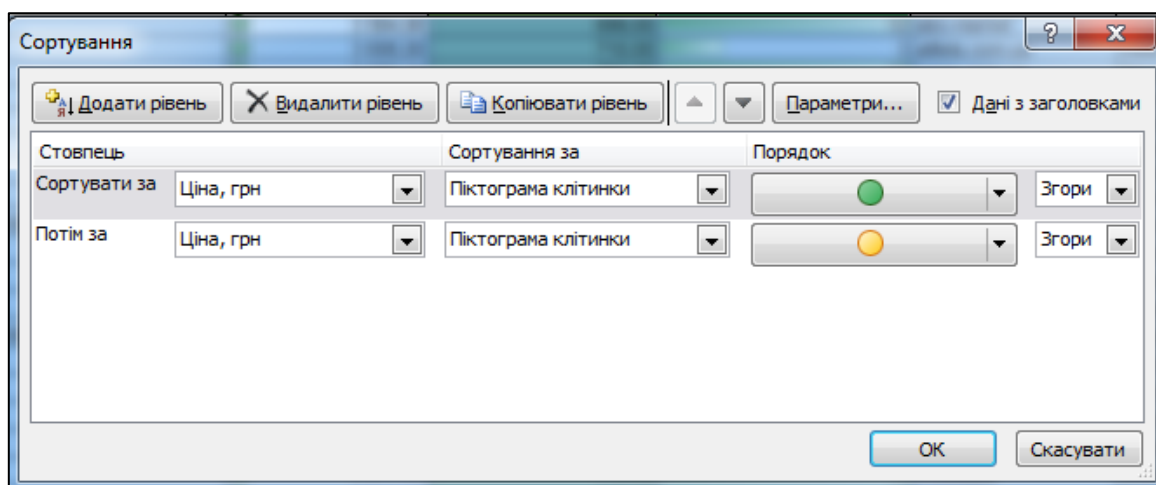 Сортування
Додати рівень Видалити рівень Копіювати рівень Параметри... Дані з заголовками
Стовпець Сортування за Порядок
Сортувати за Ціна, грн Піктограма клітинки Згори
Потім за Ціна, грн Піктограма клітинки Згори
ОК Скасувати